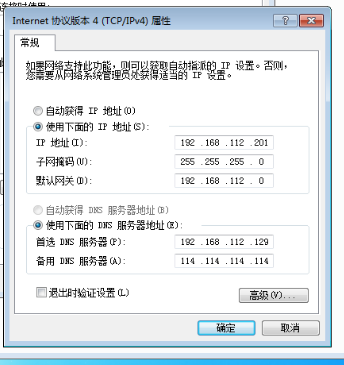 连接时使用:
Internet 协议版本 4 (TCP/IPv4) 属性
常规
如果网络支持此功能，则可以获取自动指派的 IP 设置。否则，
您需要从网络系统管理员处获得适当的 IP 设置。
自动获得 IP 地址(O)
使用下面的 IP 地址(S):
IP 地址(I): 192 .168 .112 .201
子网掩码(U): 255 .255 .255 . 0
默认网关(D): 192 .168 .112 . 0
自动获得 DNS 服务器地址(B)
使用下面的 DNS 服务器地址(E):
首选 DNS 服务器(P): 192 .168 .112 .129
备用 DNS 服务器(A): 114 .114 .114 .114
退出时验证设置(L)
高级(V)...
确定 取消